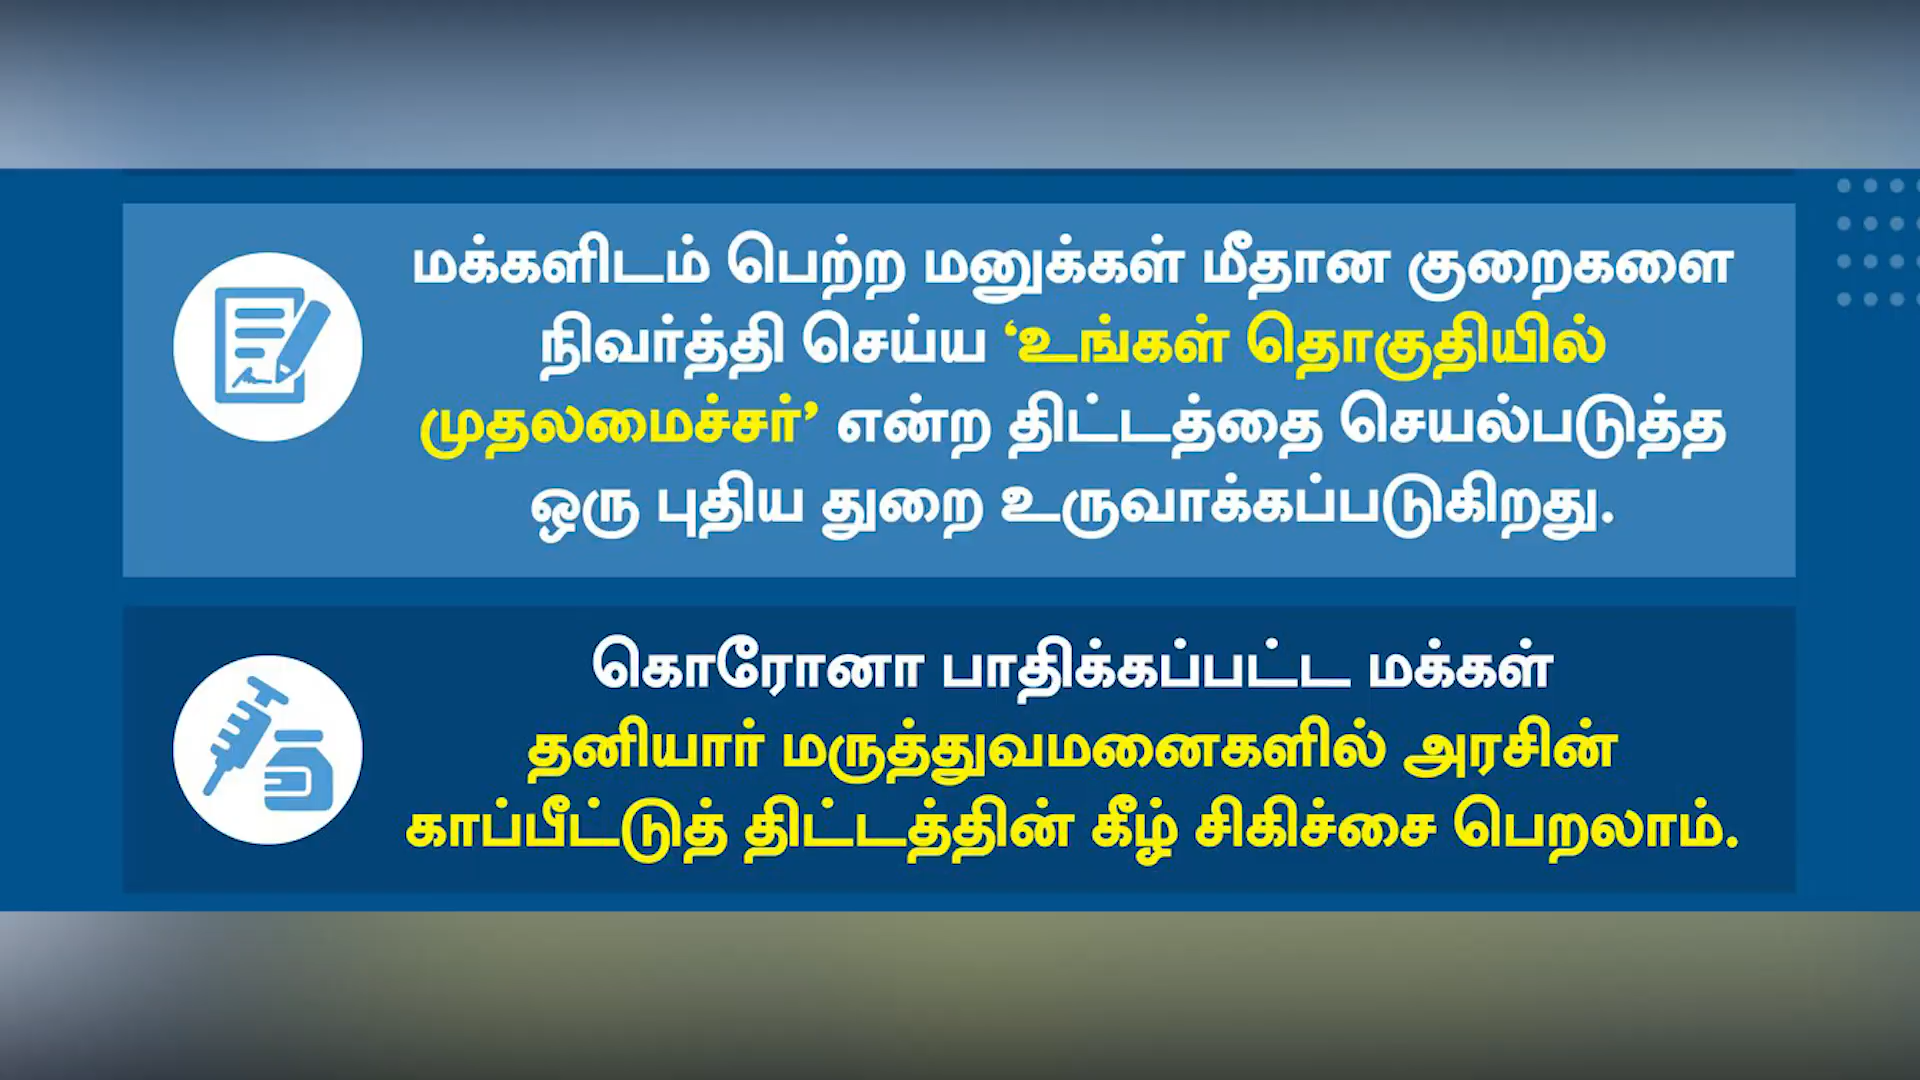 மக்களிடம் பெற்ற மனுக்கள் மீதான குறைகளை
நிவர்த்தி செய்ய ‘உங்கள் தொகுதியில்
முதலமைச்சர்’ என்ற திட்டத்தை செயல்படுத்த
ஒரு புதிய துறை உருவாக்கப்படுகிறது.
கொரோனா பாதிக்கப்பட்ட மக்கள்
தனியார் மருத்துவமனைகளில் அரசின்
காப்பீட்டுத் திட்டத்தின் கீழ் சிகிச்சை பெறலாம்.